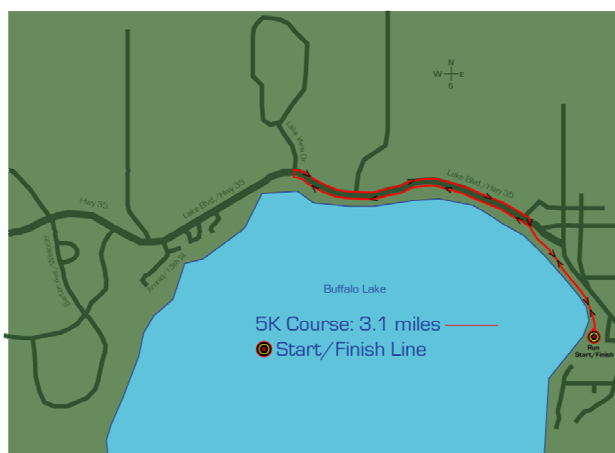 N
W E
S
Lake View Dr.
Lake Blvd./Hwy 35
Hwy 35
Lake Blvd./Hwy 35
Buffalo Lake
5K Course: 3.1 miles
Start/Finish Line
Run
Start/Finish